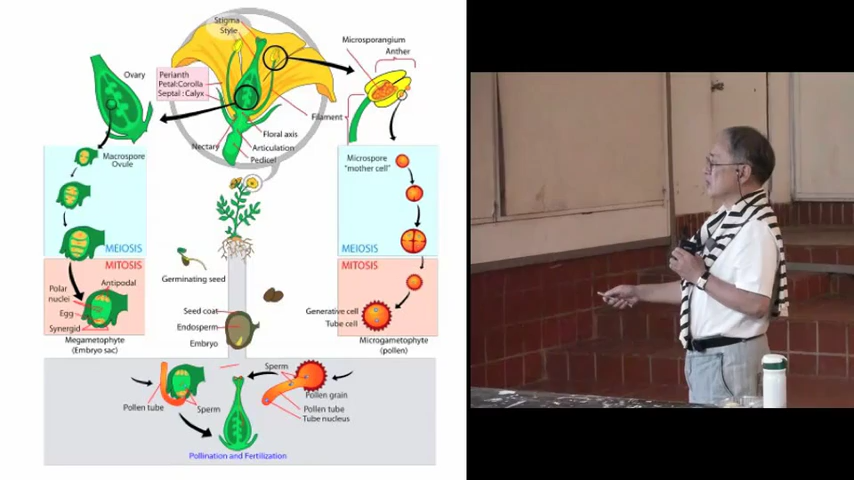 Stigma
Style
Microsporangium
Anther
Ovary
Perianth
Petal:Corolla
Septal : Calyx
Filament
Floral axis
Nectary
Articulation
Pedicel
Macrospore
Ovule
Microspore
"mother cell"
MEIOSIS
MEIOSIS
MITOSIS
MITOSIS
Germinating seed
Antipodal
Polar
nuclei
Egg
Synergid
Megametophyte
(Embryo sac)
Seed coat
Endosperm
Embryo
Generative cell
Tube cell
Microgametophyte
(pollen)
Sperm
Pollen grain
Pollen tube
Sperm
Pollen tube
Tube nucleus
Pollination and Fertilization